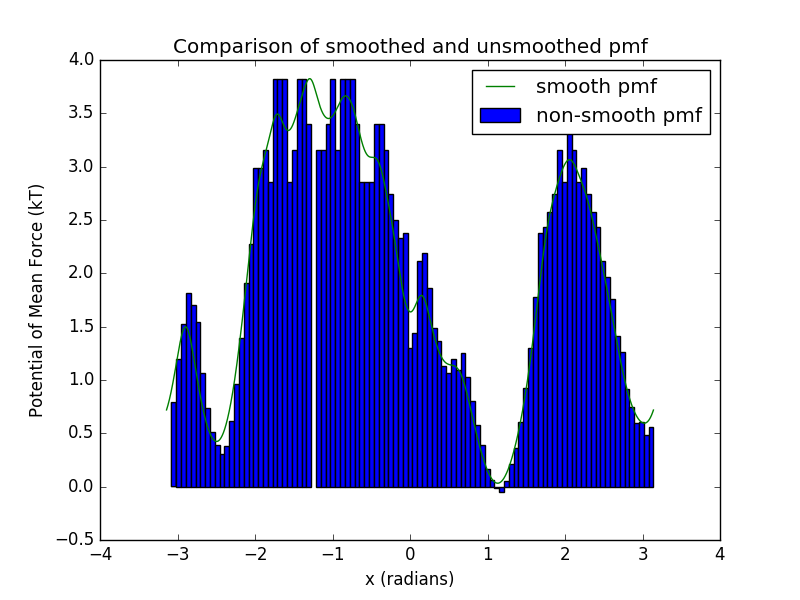 Comparison of smoothed and unsmoothed pmf
smooth pmf
non-smooth pmf
4.0
3.5
3.0
2.5
2.0
1.5
1.0
0.5
0.0
−0.5
Potential of Mean Force (kT)
−4 −3 −2 −1 0 1 2 3 4
x (radians)